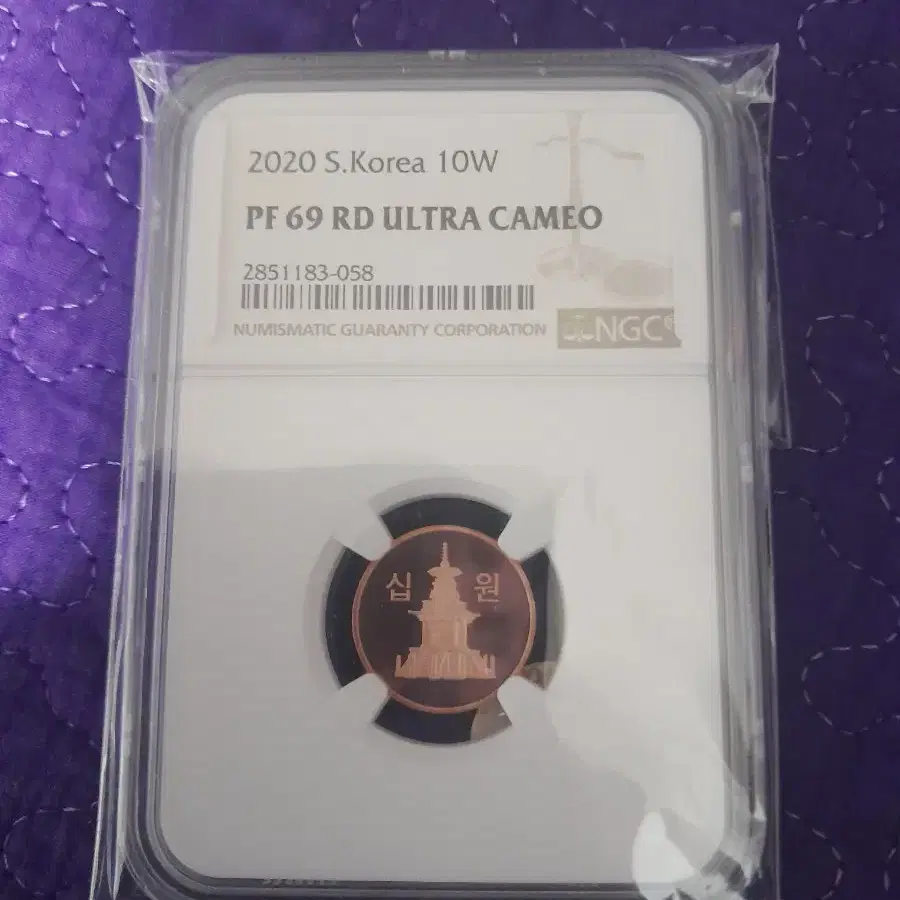 2020 S.Korea 10W
PF 69 RD ULTRA CAMEO
2851183-058
NUMISMATIC GUARANTY CORPORATION NGC
십 원